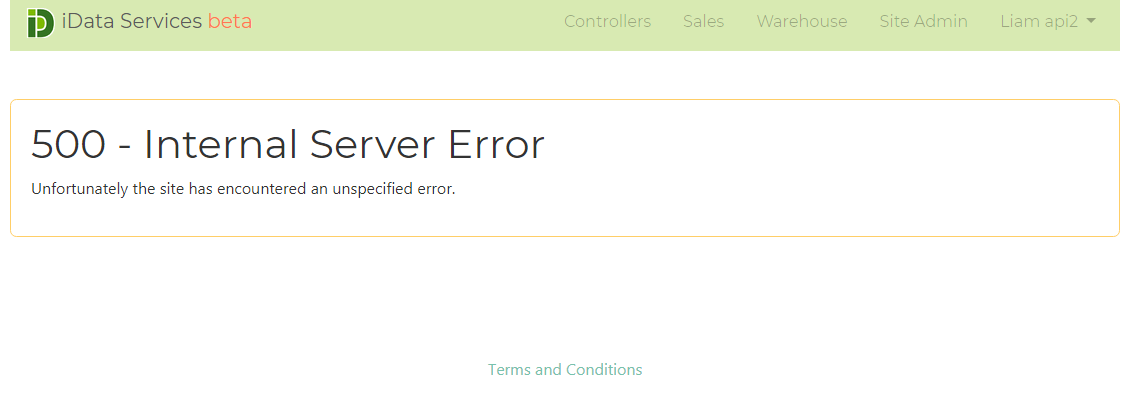 iD iData Services beta Controllers Sales Warehouse Site Admin Liam api2
500 - Internal Server Error
Unfortunately the site has encountered an unspecified error.
Terms and Conditions